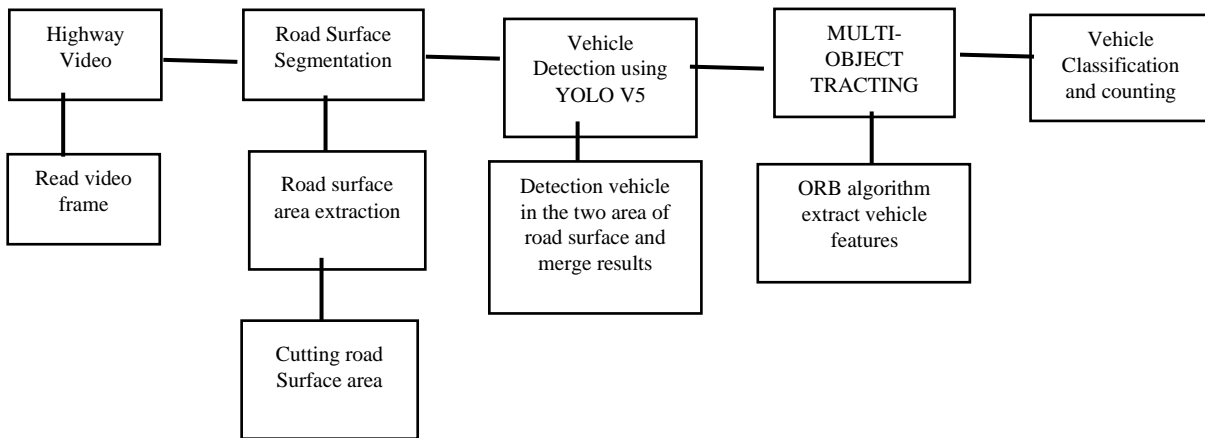 Highway
Video
Road Surface
Segmentation
Vehicle
Detection using
YOLO V5
MULTI-
OBJECT
TRACTING
Vehicle
Classification
and counting
Read video
frame
Road surface
area extraction
Detection vehicle
in the two area of
road surface and
merge results
ORB algorithm
extract vehicle
features
Cutting road
Surface area